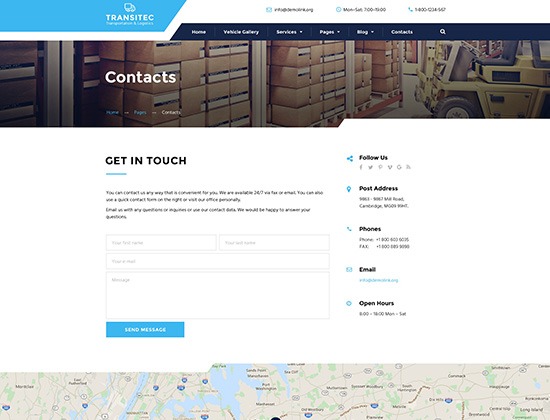 TRANSITEC
Transportation & Logistics
info@demolink.org
Mon–Sat: 7:00–19:00
1-800-1234-567
Home Vehicle Gallery Services Pages Blog Contacts
Contacts
Home — Pages — Contacts
GET IN TOUCH
You can contact us any way that is convenient for you. We are available 24/7 via fax or email. You can also
use a quick contact form on the right or visit our office personally.
Email us with any questions or inquiries or use our contact data. We would be happy to answer your
questions.
Your first name
Your last name
Your e-mail
Message
SEND MESSAGE
Follow Us
Post Address
9863 - 9867 Mill Road,
Cambridge, MG09 99HT.
Phones
Phone: +1 800 603 6035
FAX: +1 800 889 9898
Email
info@demolink.org
Open Hours
8:00 – 18:00 Mon – Sat